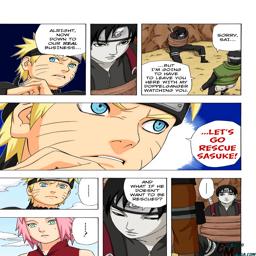 ALRIGHT,
NOW
DOWN TO
OUR REAL
BUSINESS...
SORRY,
SAI...
...BUT
I'M GOING
TO HAVE TO
LEAVE YOU
HERE WITH MY
DOPPELGANGER
WATCHING YOU.
...LET'S
GO
RESCUE
SASUKE!
AND
WHAT IF
HE DOESN'T
WANT TO BE
RESCUED?